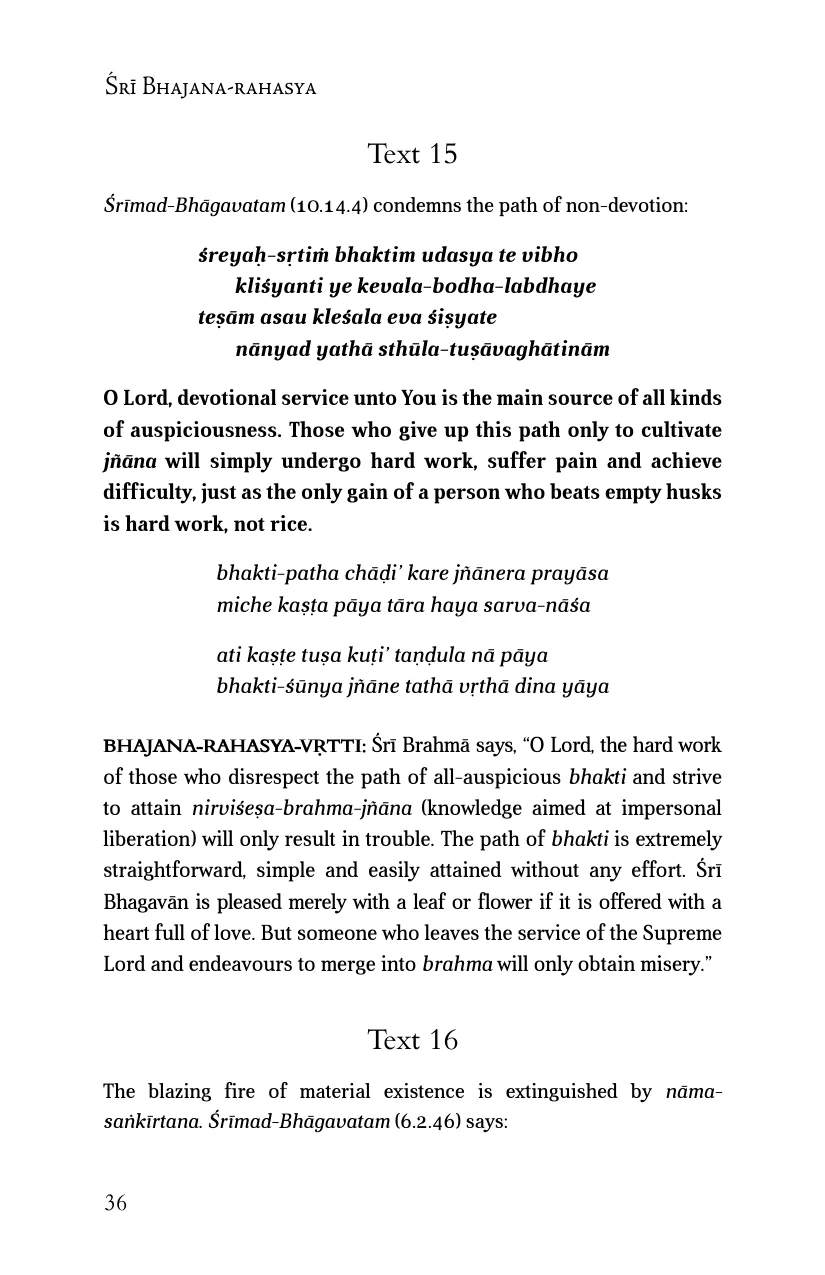 Śrī Bhajana-rahasya
Text 15
Śrīmad-Bhāgavatam (10.14.4) condemns the path of non-devotion:
śreyaḥ-sṛtiṁ bhaktim udasya te vibho
kliśyanti ye kevala-bodha-labdhaye
teṣām asau kleśala eva śiṣyate
nānyad yathā sthūla-tuṣāvaghātinām
O Lord, devotional service unto You is the main source of all kinds
of auspiciousness. Those who give up this path only to cultivate
jñāna will simply undergo hard work, suffer pain and achieve
difficulty, just as the only gain of a person who beats empty husks
is hard work, not rice.
bhakti-patha chāḍi’ kare jñānera prayāsa
miche kaṣṭa pāya tāra haya sarva-nāśa
ati kaṣṭe tuṣa kuṭi’ taṇḍula nā pāya
bhakti-śūnya jñāne tathā vṛthā dina yāya
BHAJANA-RAHASYA-VṚTTI: Śrī Brahmā says, “O Lord, the hard work
of those who disrespect the path of all-auspicious bhakti and strive
to attain nirviśeṣa-brahma-jñāna (knowledge aimed at impersonal
liberation) will only result in trouble. The path of bhakti is extremely
straightforward, simple and easily attained without any effort. Śrī
Bhagavān is pleased merely with a leaf or flower if it is offered with a
heart full of love. But someone who leaves the service of the Supreme
Lord and endeavours to merge into brahma will only obtain misery.”
Text 16
The blazing fire of material existence is extinguished by nāma-
saṅkīrtana. Śrīmad-Bhāgavatam (6.2.46) says:
36